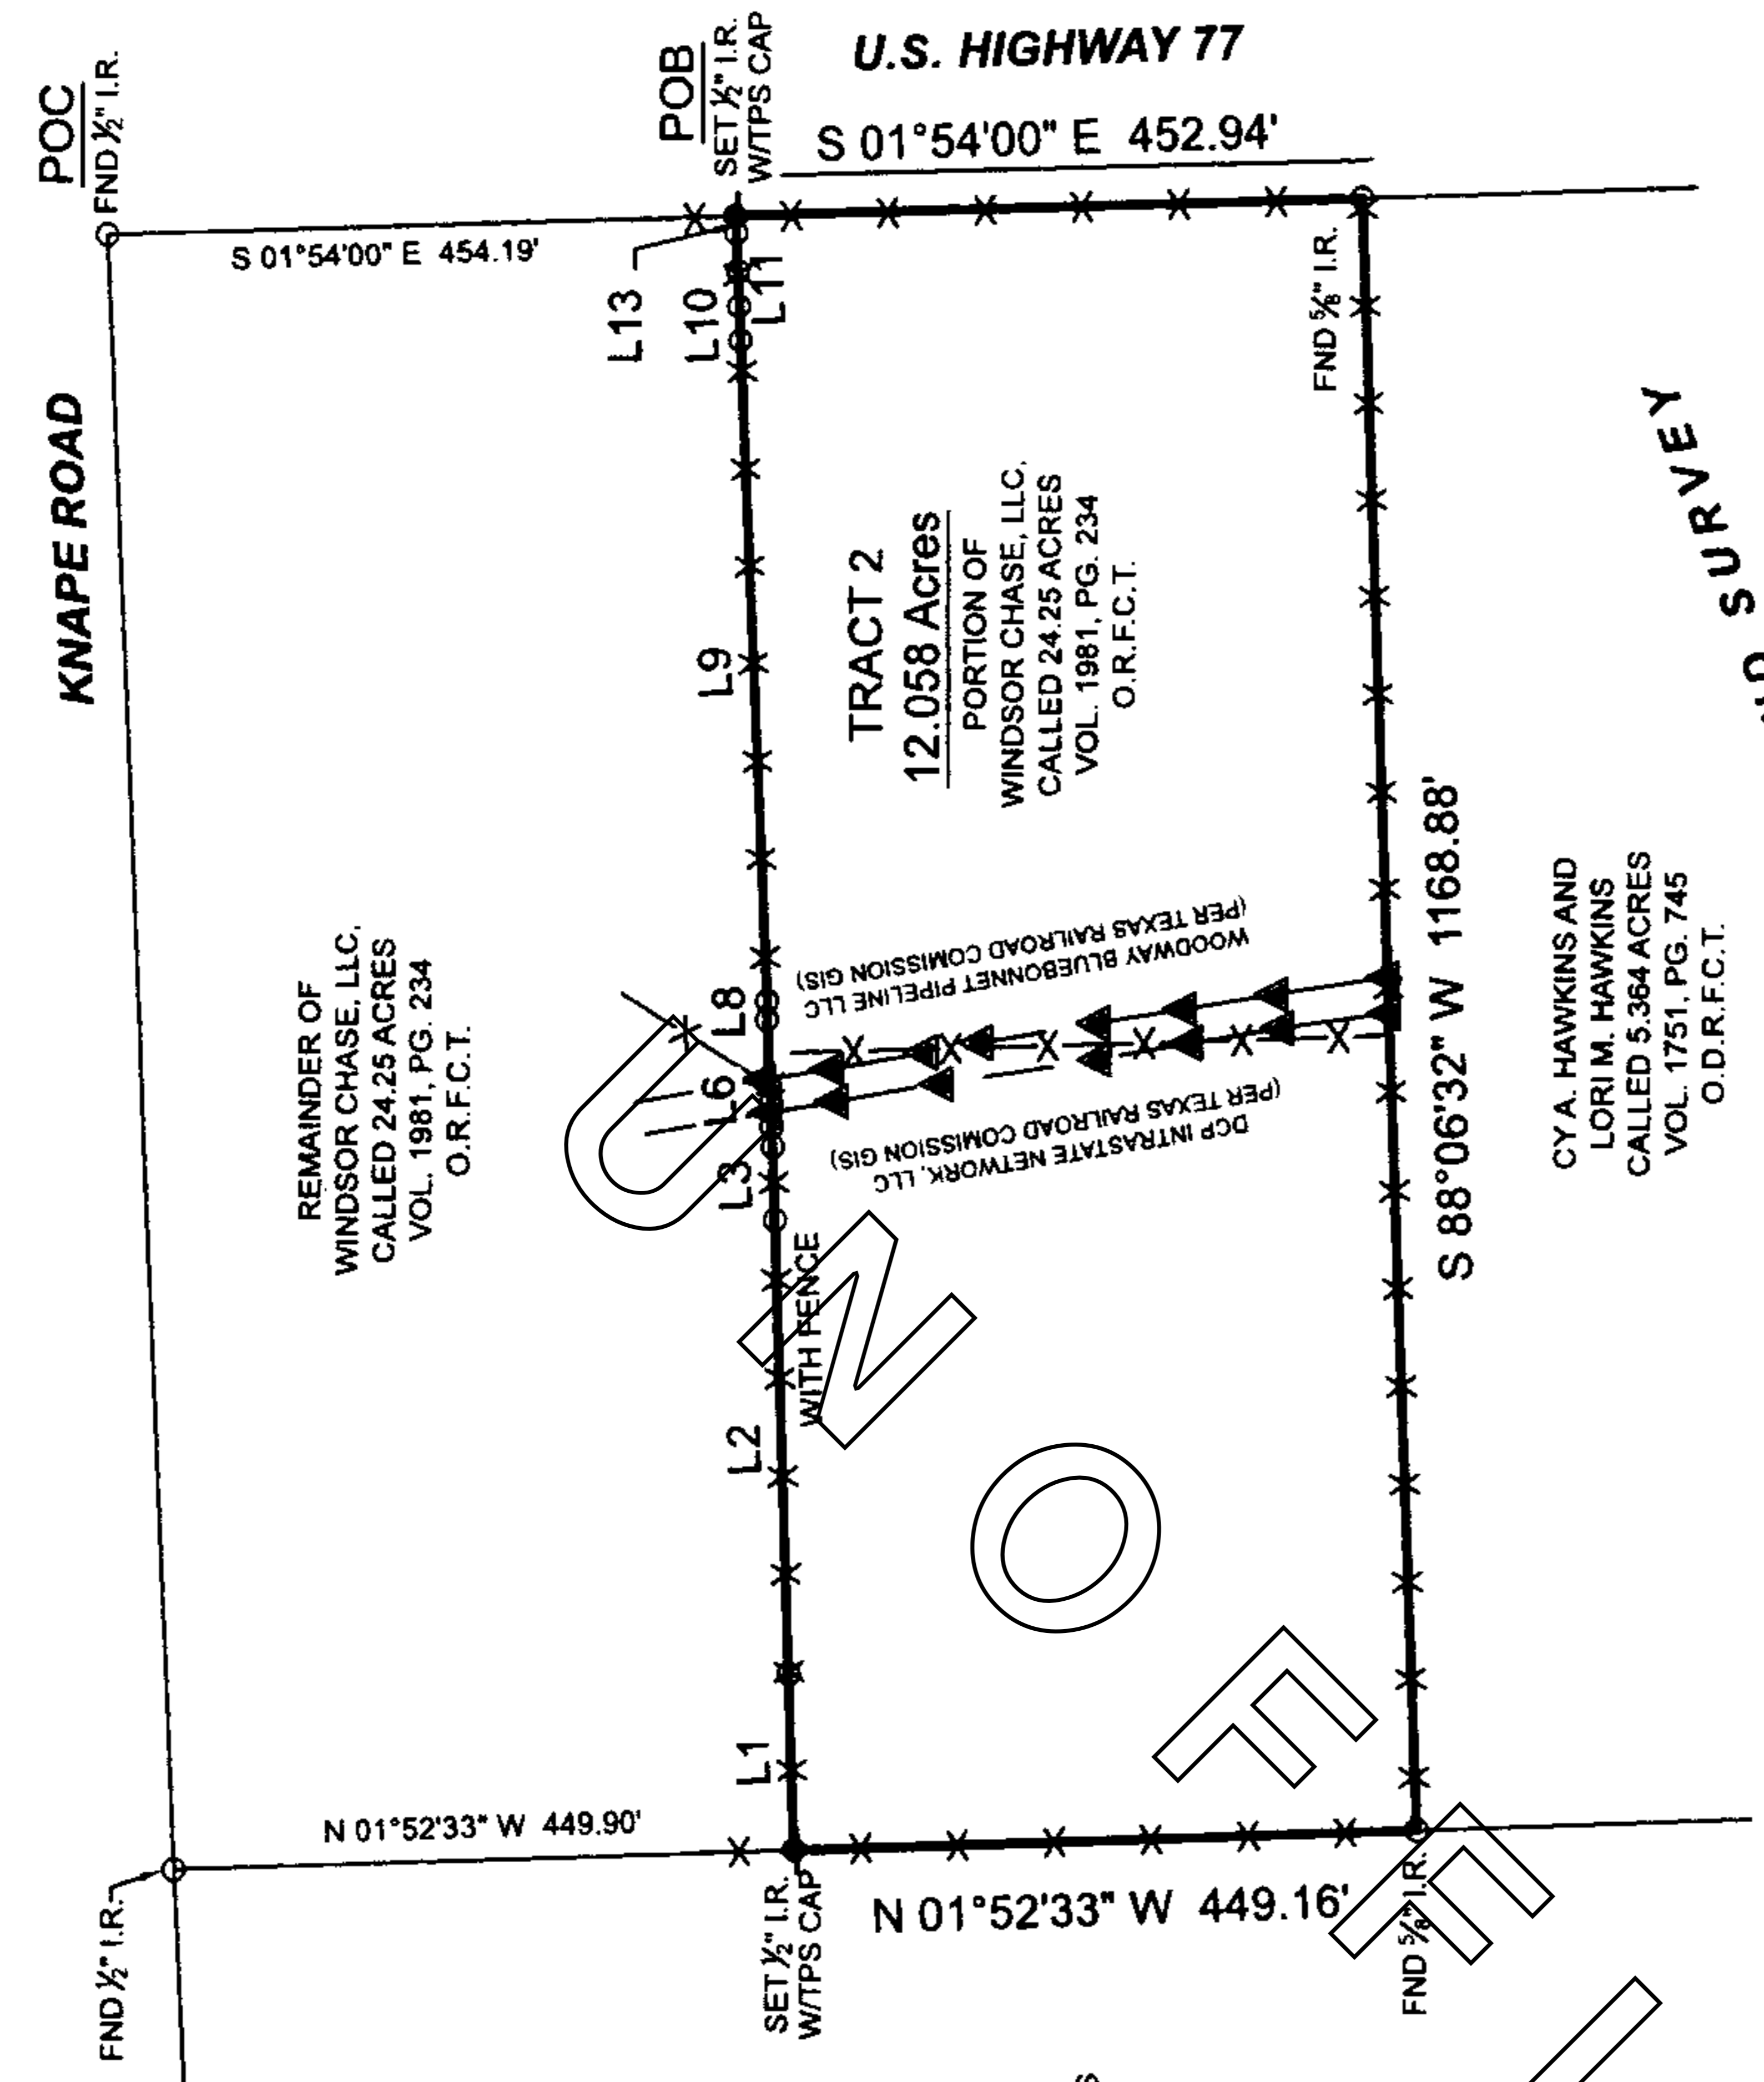 POC
FND ½" I.R.
POB
SET ½" I.R.
W/TPS CAP
U.S. HIGHWAY 77
S 01°54'00" E 452.94'
S 01°54'00" E 454.19'
KNAPE ROAD
L13
L10
L11
FND ⅝" I.R.
L9
TRACT 2
12.058 Acres
PORTION OF
WINDSOR CHASE, LLC,
CALLED 24.25 ACRES
VOL. 1981, PG. 234
O.R.F.C.T.
SURVEY
REMAINDER OF
WINDSOR CHASE, LLC,
CALLED 24.25 ACRES
VOL. 1981, PG. 234
O.R.F.C.T.
L8
WOODWAY BLUEBONNET PIPELINE LLC
(PER TEXAS RAILROAD COMISSION GIS)
L6
DCP INTRASTATE NETWORK, LLC
(PER TEXAS RAILROAD COMISSION GIS)
L3
WITH FENCE
S 88°06'32" W 1168.88'
CY A. HAWKINS AND
LORI M. HAWKINS
CALLED 5.364 ACRES
VOL. 1751, PG. 745
O.D.R.F.C.T.
L2
L1
N 01°52'33" W 449.90'
N 01°52'33" W 449.16'
FND ½" I.R.
SET ½" I.R.
W/TPS CAP
FND ⅝" I.R.
UNOFFI